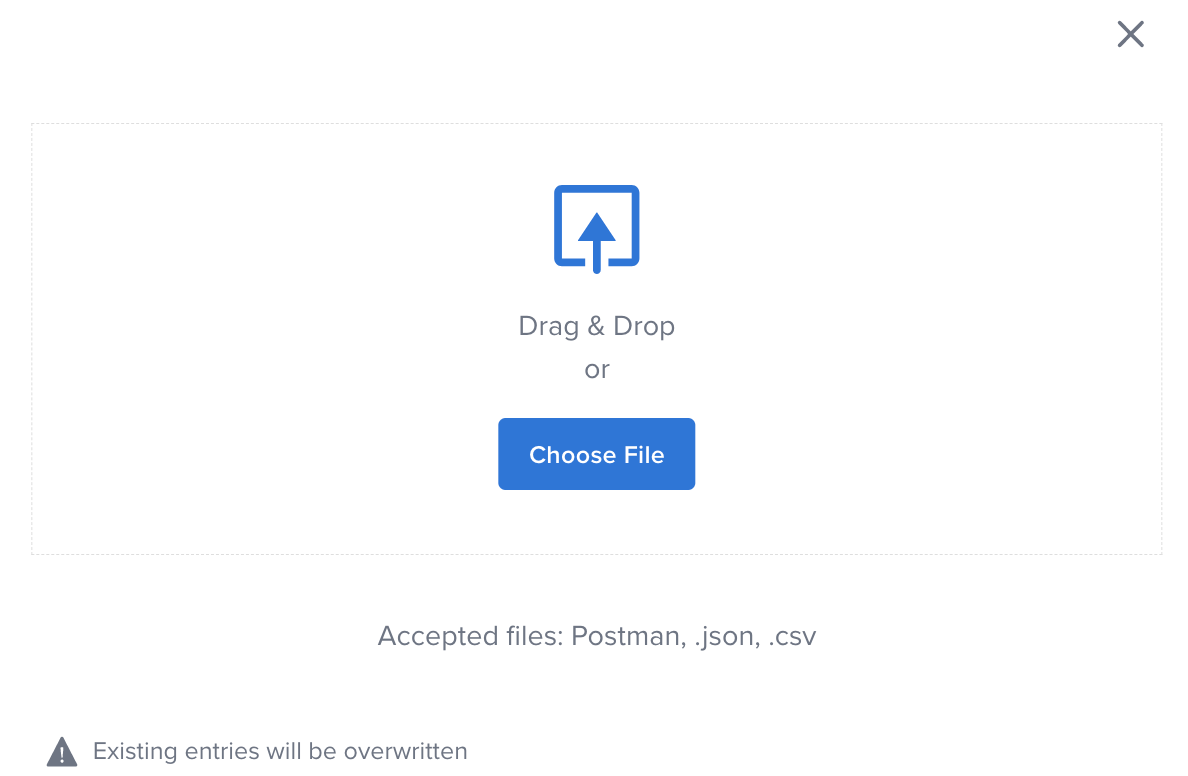 Drag & Drop
or
Choose File
Accepted files: Postman, .json, .csv
Existing entries will be overwritten